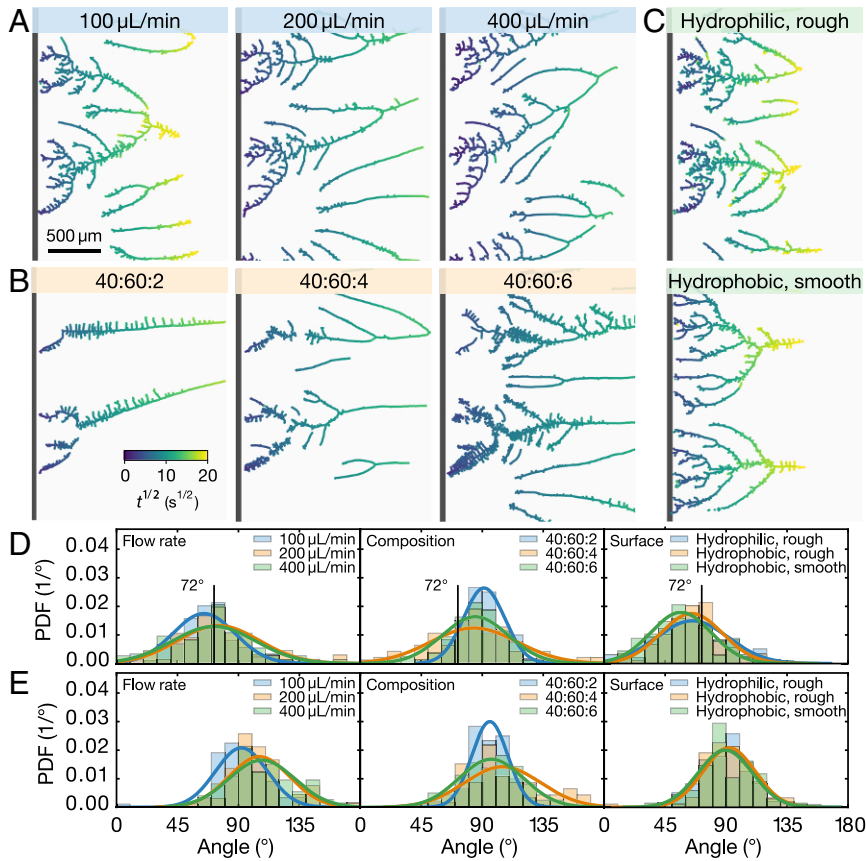 A
100 µL/min
200 µL/min
400 µL/min
500 µm
C
Hydrophilic, rough
B
40:60:2
40:60:4
40:60:6
Hydrophobic, smooth
0 10 20
t^1/2 (s^1/2)
D
PDF (1/°)
0.04
0.03
0.02
0.01
0.00
Flow rate
100 µL/min
200 µL/min
400 µL/min
72°
Composition
40:60:2
40:60:4
40:60:6
72°
Surface
Hydrophilic, rough
Hydrophobic, rough
Hydrophobic, smooth
72°
E
PDF (1/°)
0.04
0.03
0.02
0.01
0.00
Flow rate
100 µL/min
200 µL/min
400 µL/min
Composition
40:60:2
40:60:4
40:60:6
Surface
Hydrophilic, rough
Hydrophobic, rough
Hydrophobic, smooth
0 45 90 135 45 90 135 45 90 135 180
Angle (°) Angle (°) Angle (°)